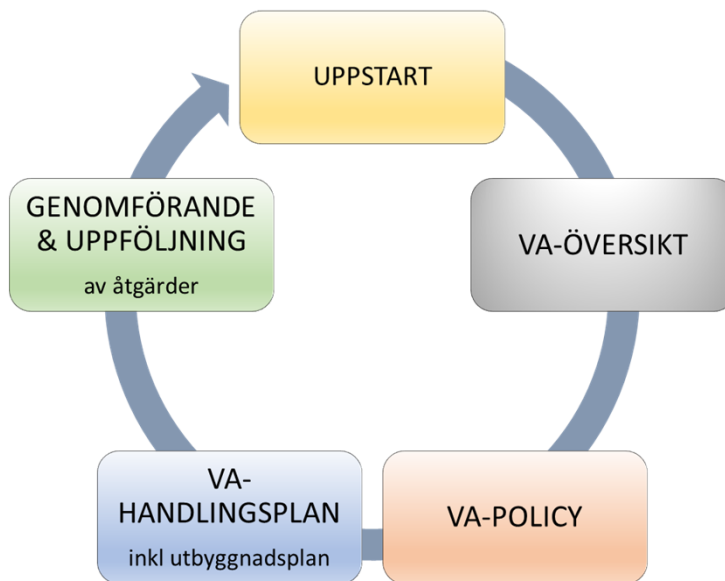 UPPSTART
VA-ÖVERSIKT
VA-POLICY
VA-
HANDLINGSPLAN
inkl utbyggnadsplan
GENOMFÖRANDE
& UPPFÖLJNING
av åtgärder